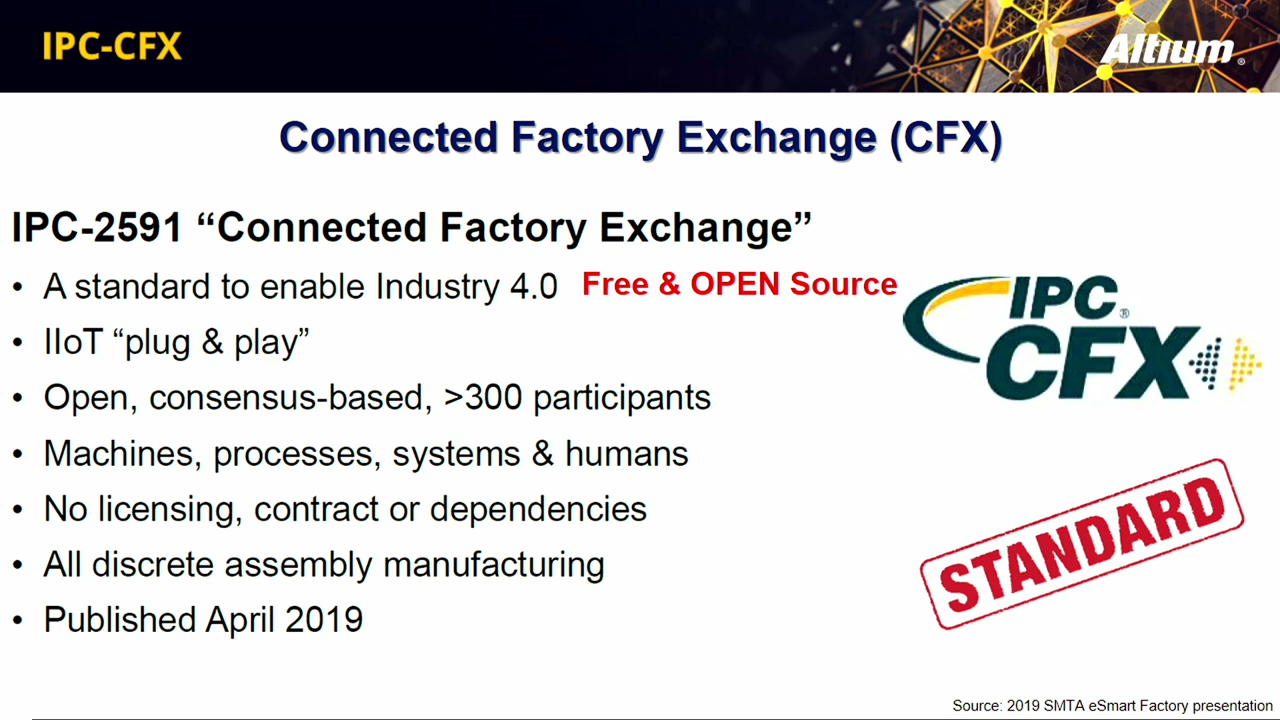 IPC-CFX
Altium®
Connected Factory Exchange (CFX)
IPC-2591 “Connected Factory Exchange”
• A standard to enable Industry 4.0 Free & OPEN Source
• IIoT “plug & play”
• Open, consensus-based, >300 participants
• Machines, processes, systems & humans
• No licensing, contract or dependencies
• All discrete assembly manufacturing
• Published April 2019
IPC®
CFX
STANDARD
Source: 2019 SMTA eSmart Factory presentation